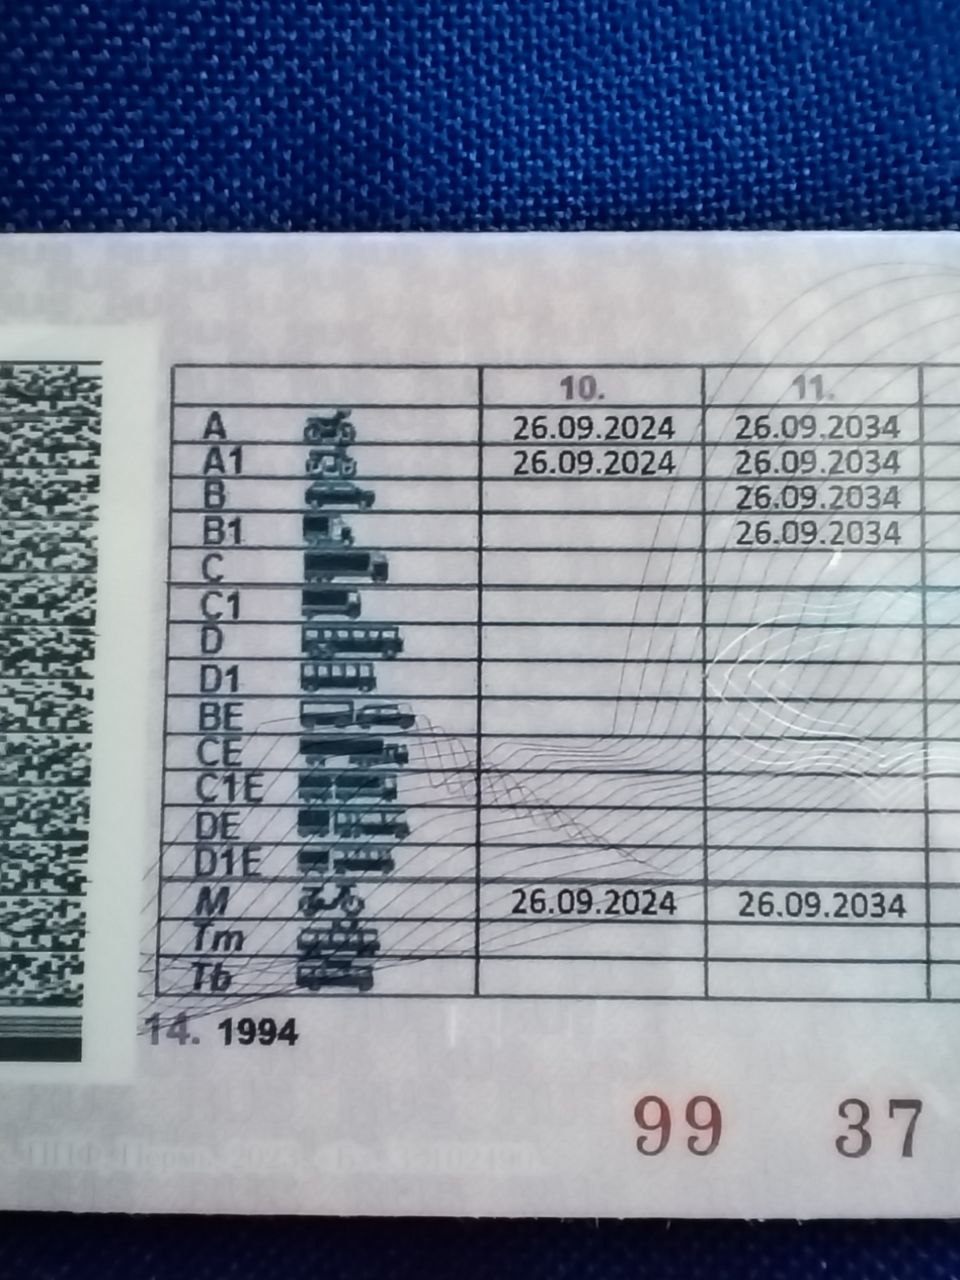 10. 11.
A 26.09.2024 26.09.2034
A1 26.09.2024 26.09.2034
B 26.09.2034
B1 26.09.2034
C
C1
D
D1
BE
CE
C1E
DE
D1E
M 26.09.2024 26.09.2034
Tm
Tb
14. 1994
99 37